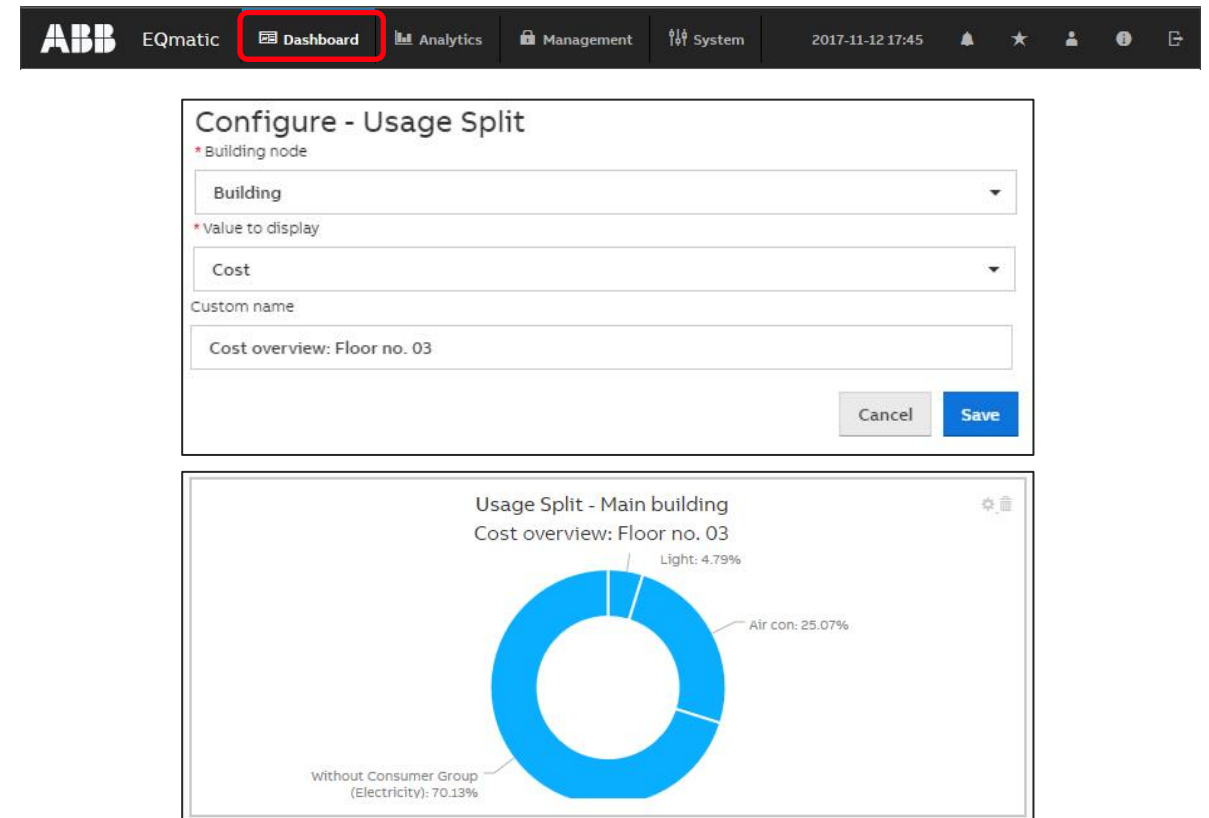 ABB EQmatic Dashboard Analytics Management System 2017-11-12 17:45
Configure - Usage Split
* Building node
Building
* Value to display
Cost
Custom name
Cost overview: Floor no. 03
Cancel Save
Usage Split - Main building
Cost overview: Floor no. 03
Light: 4.79%
Air con: 25.07%
Without Consumer Group
(Electricity): 70.13%